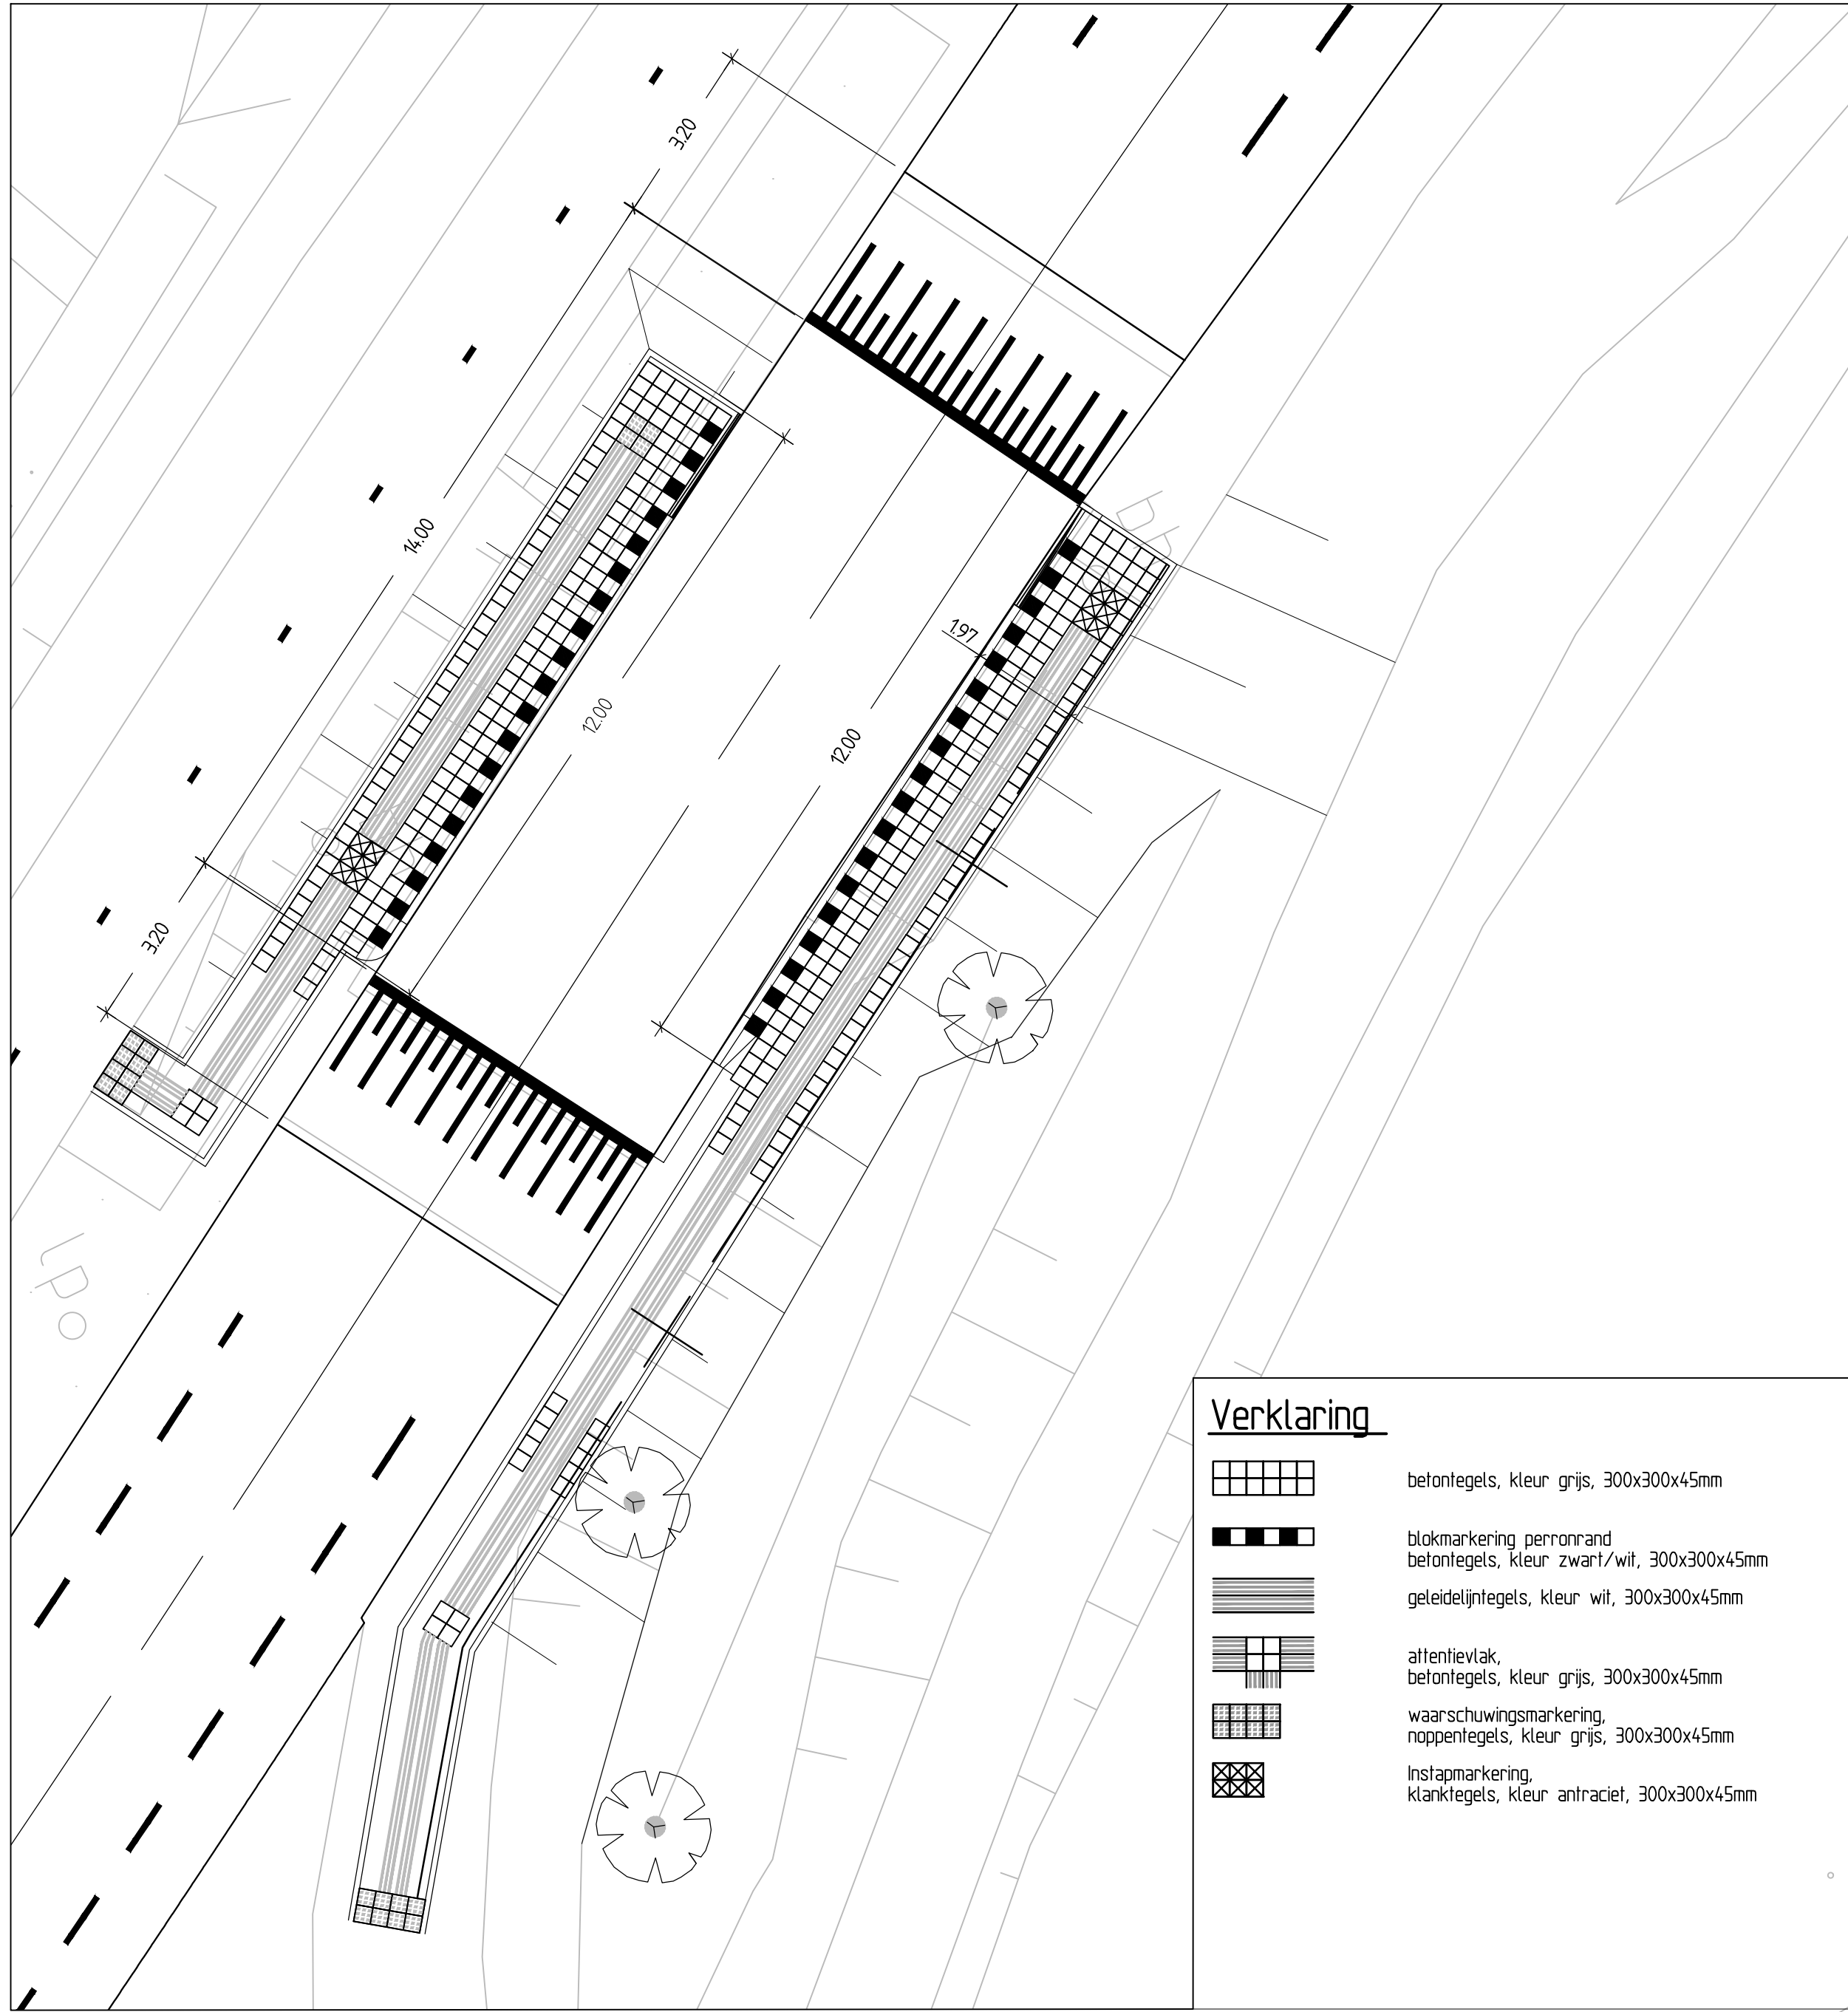 3.20
14.00
12.00
1.97
12.00
3.20
Verklaring
betontegels, kleur grijs, 300x300x45mm
blokmarkering perronrand
betontegels, kleur zwart/wit, 300x300x45mm
geleidelijntegels, kleur wit, 300x300x45mm
attentievlak,
betontegels, kleur grijs, 300x300x45mm
waarschuwingsmarkering,
noppentegels, kleur grijs, 300x300x45mm
Instapmarkering,
klanktegels, kleur antraciet, 300x300x45mm